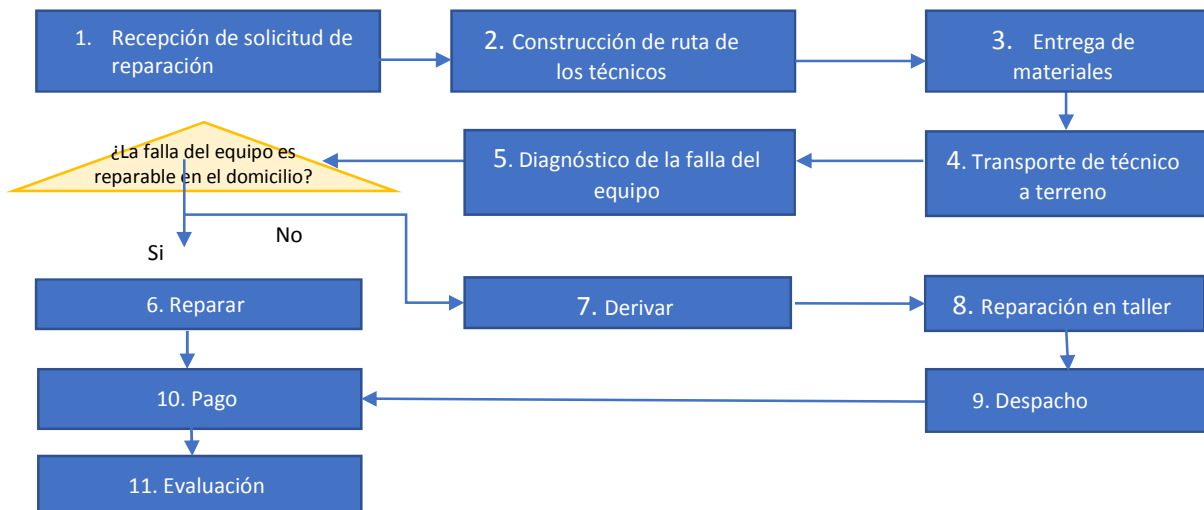 1. Recepción de solicitud de
reparación
2. Construcción de ruta de
los técnicos
3. Entrega de
materiales
¿La falla del equipo es
reparable en el domicilio?
5. Diagnóstico de la falla del
equipo
4. Transporte de técnico
a terreno
Si
No
6. Reparar
7. Derivar
8. Reparación en taller
10. Pago
9. Despacho
11. Evaluación